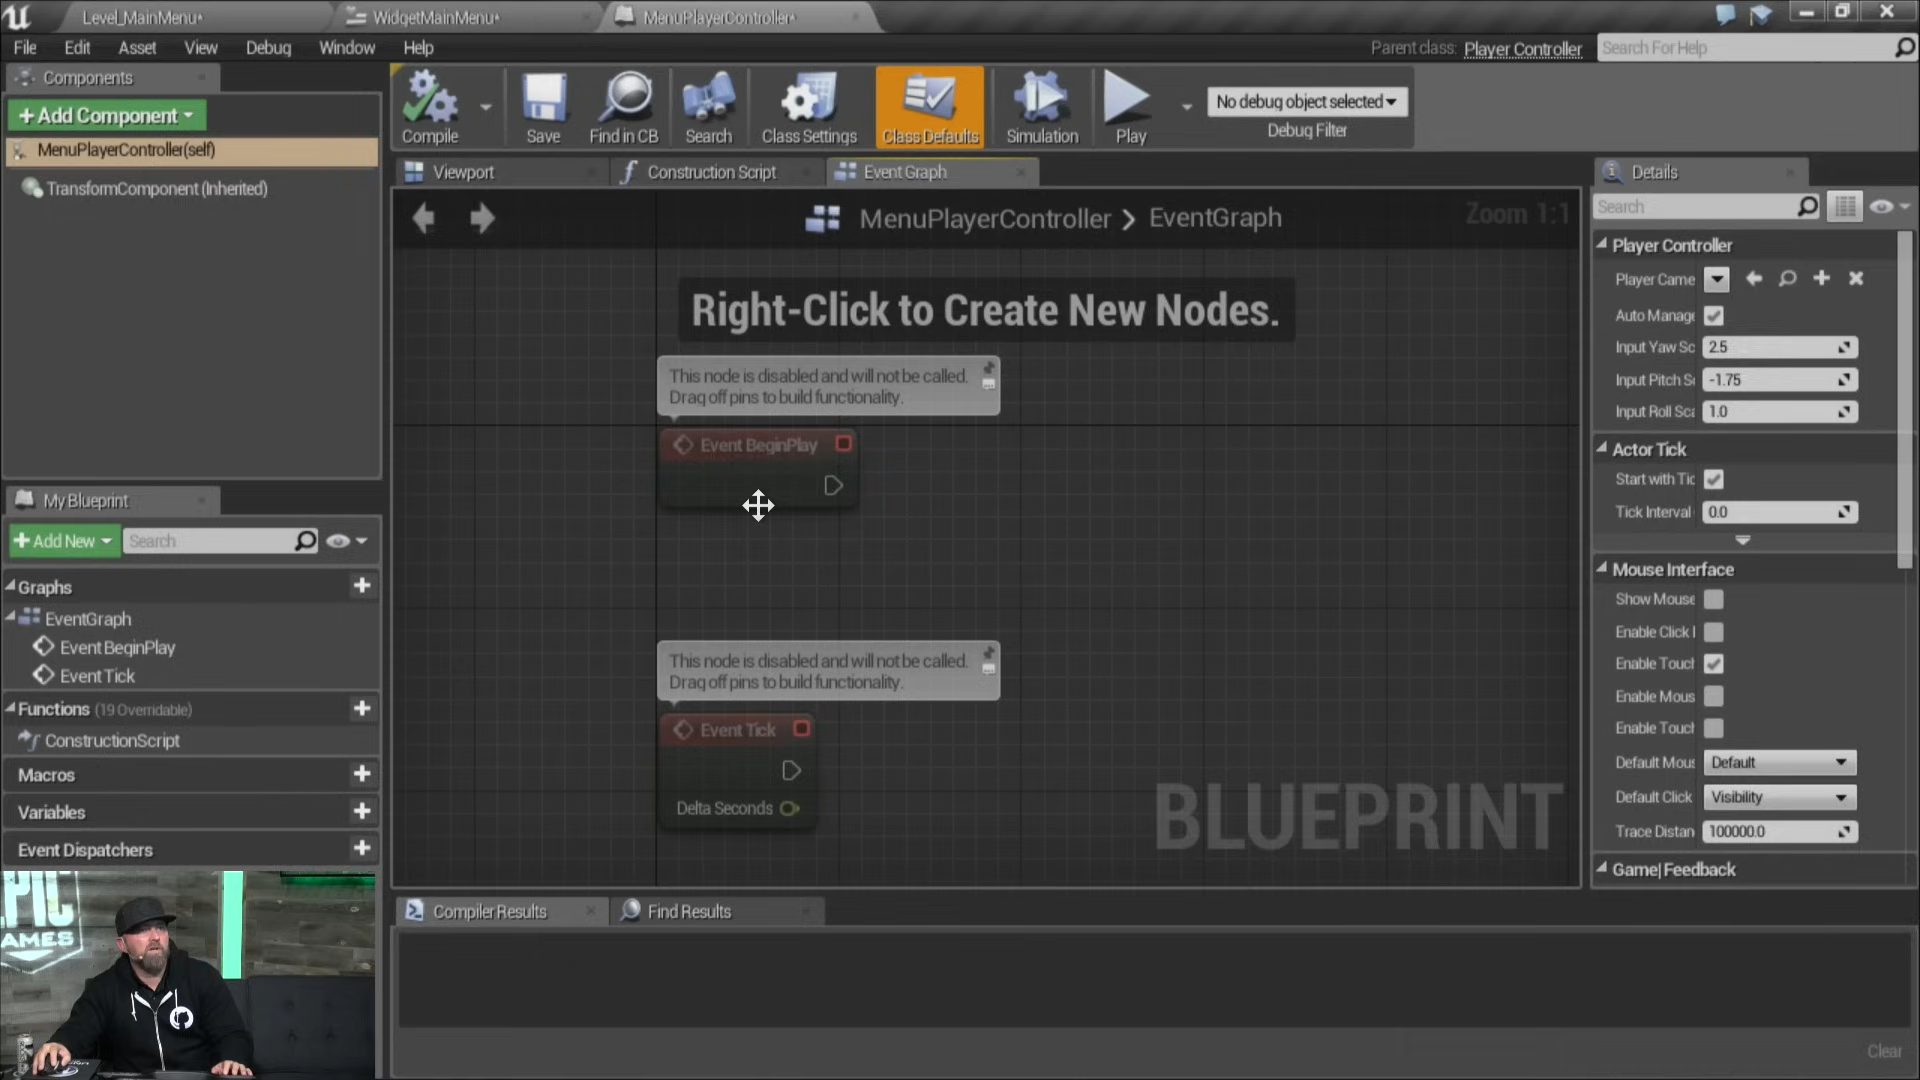 Level_MainMenu*
WidgetMainMenu*
MenuPlayerController*
File Edit Asset View Debug Window Help
Parent class: Player Controller
Search For Help
Components
+Add Component
MenuPlayerController(self)
TransformComponent (Inherited)
Compile
Save
Find in CB
Search
Class Settings
Class Defaults
Simulation
Play
No debug object selected
Debug Filter
Viewport
Construction Script
Event Graph
MenuPlayerController > EventGraph
Zoom 1:1
Right-Click to Create New Nodes.
This node is disabled and will not be called.
Drag off pins to build functionality.
Event BeginPlay
This node is disabled and will not be called.
Drag off pins to build functionality.
Event Tick
Delta Seconds
BLUEPRINT
My Blueprint
+Add New
Search
Graphs
EventGraph
Event BeginPlay
Event Tick
Functions (19 Overridable)
ConstructionScript
Macros
Variables
Event Dispatchers
EPIC
GAMES
Compiler Results
Find Results
Clear
Details
Search
Player Controller
Player Came
Auto Manage
Input Yaw Sc 2.5
Input Pitch Sc -1.75
Input Roll Sca 1.0
Actor Tick
Start with Tic
Tick Interval 0.0
Mouse Interface
Show Mouse
Enable Click
Enable Touch
Enable Mous
Enable Touch
Default Mou Default
Default Click Visibility
Trace Distan 100000.0
Game|Feedback